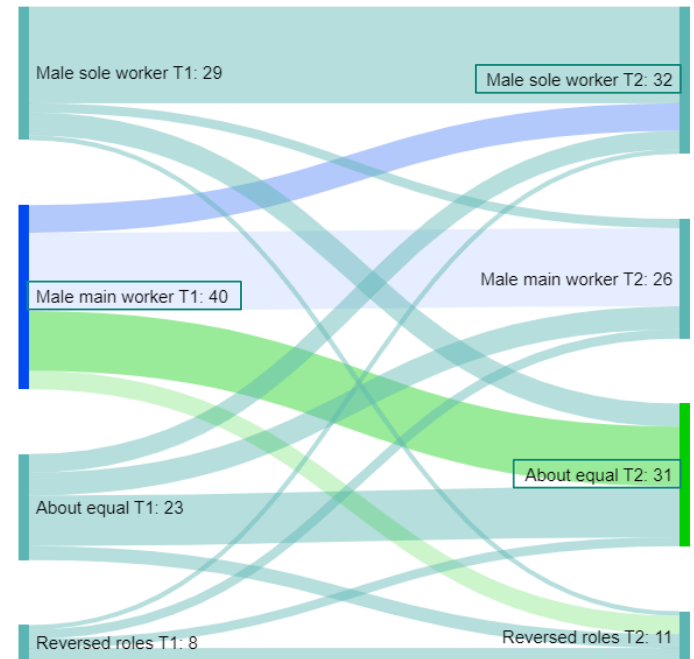 Male sole worker T1: 29
Male sole worker T2: 32
Male main worker T2: 26
Male main worker T1: 40
About equal T2: 31
About equal T1: 23
Reversed roles T2: 11
Reversed roles T1: 8